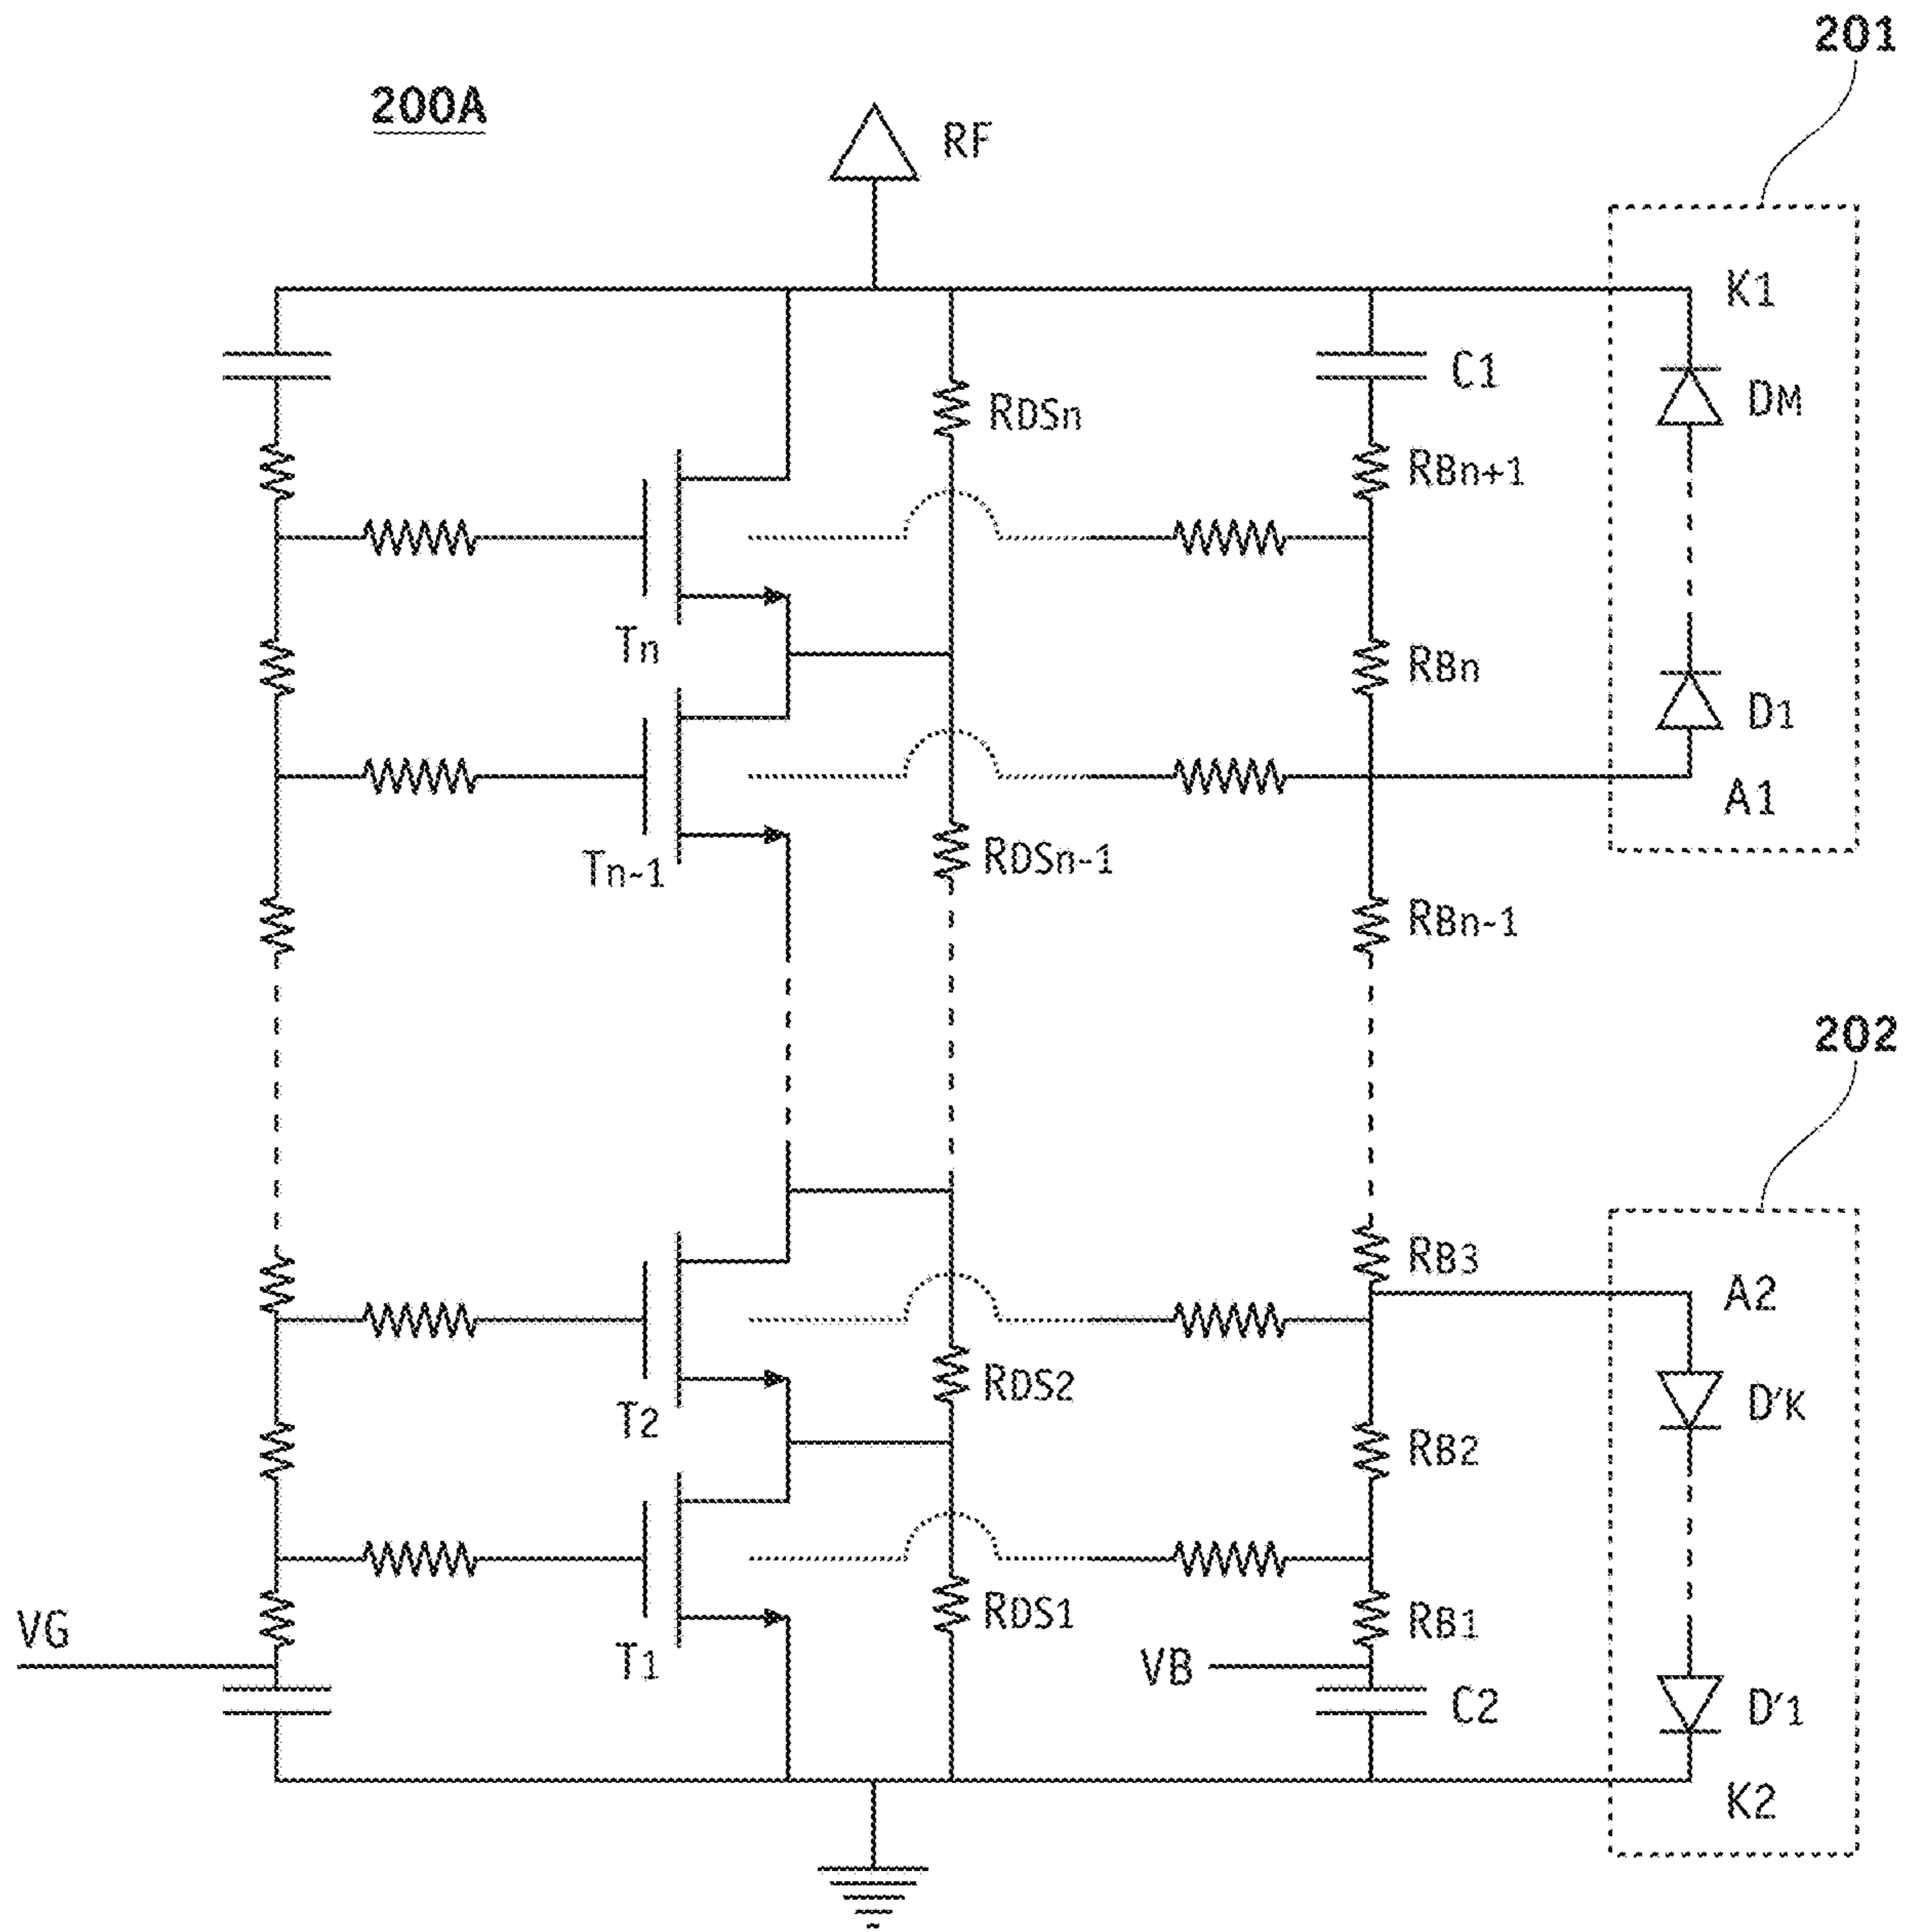 201
200A
RF
K1
C1
DM
RDSn
RBn+1
Tn
RBn
D1
A1
Tn-1
RDSn-1
RBn-1
202
RB3
A2
T2
RDS2
D'K
RB2
VG
T1
RDS1
RB1
VB
C2
D'1
K2